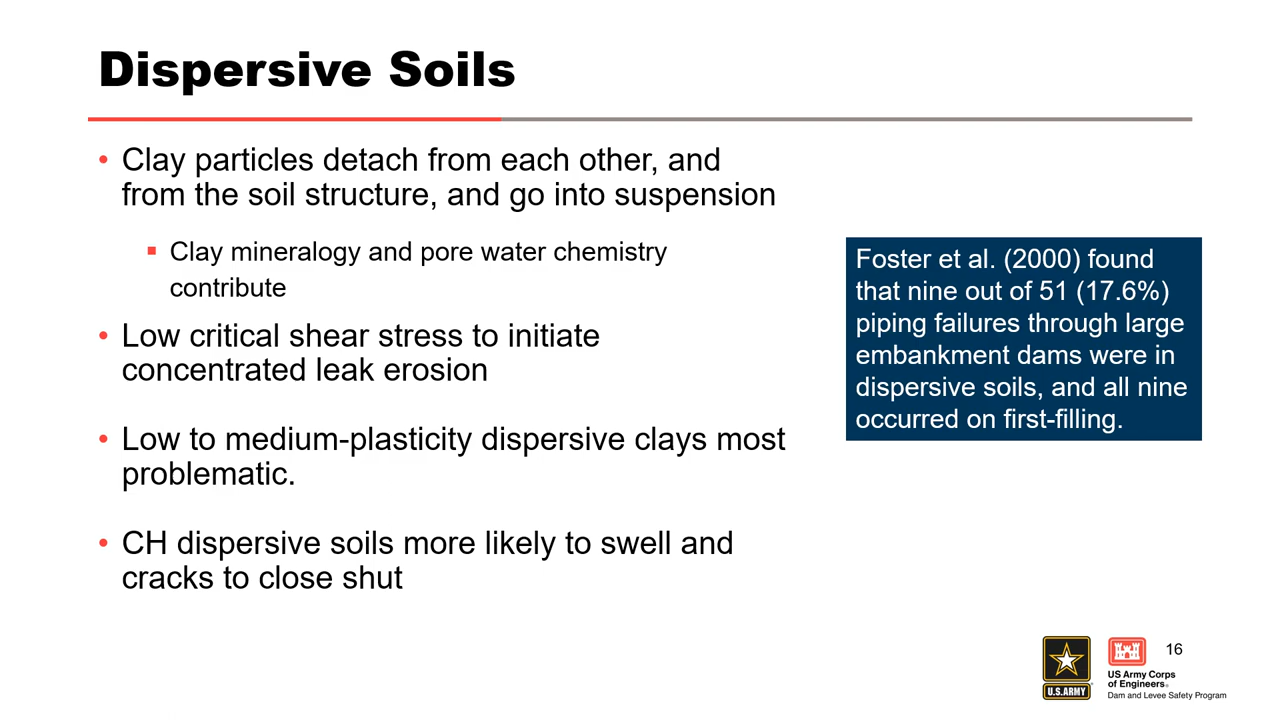 Dispersive Soils
• Clay particles detach from each other, and
from the soil structure, and go into suspension
▪ Clay mineralogy and pore water chemistry
contribute
• Low critical shear stress to initiate
concentrated leak erosion
• Low to medium-plasticity dispersive clays most
problematic.
• CH dispersive soils more likely to swell and
cracks to close shut
Foster et al. (2000) found
that nine out of 51 (17.6%)
piping failures through large
embankment dams were in
dispersive soils, and all nine
occurred on first-filling.
U.S.ARMY
US Army Corps
of Engineers®
Dam and Levee Safety Program
16